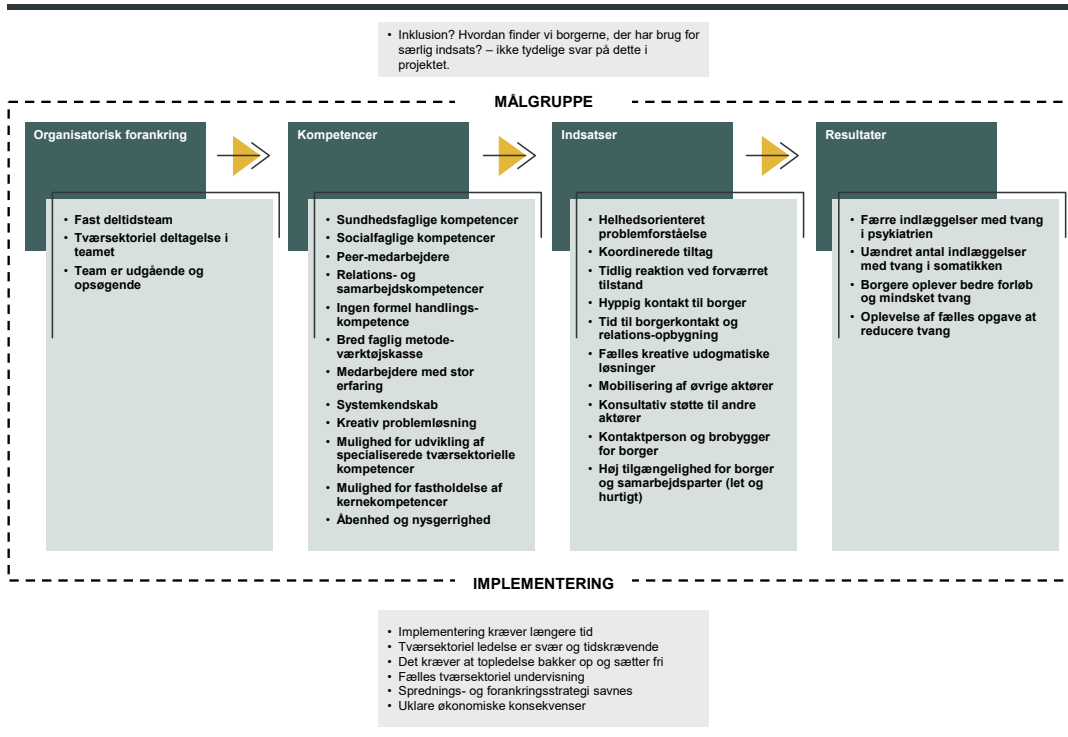 • Inklusion? Hvordan finder vi borgerne, der har brug for
særlig indsats? – ikke tydelige svar på dette i
projektet.
MÅLGRUPPE
Organisatorisk forankring
• Fast deltidsteam
• Tværsektoriel deltagelse i
teamet
• Team er udgående og
opsøgende
Kompetencer
• Sundhedsfaglige kompetencer
• Socialfaglige kompetencer
• Peer-medarbejdere
• Relations- og
samarbejdskompetencer
• Ingen formel handlings-
kompetence
• Bred faglig metode-
værktøjskasse
• Medarbejdere med stor
erfaring
• Systemkendskab
• Kreativ problemløsning
• Mulighed for udvikling af
specialiserede tværsektorielle
kompetencer
• Mulighed for fastholdelse af
kernekompetencer
• Åbenhed og nysgerrighed
Indsatser
• Helhedsorienteret
problemforståelse
• Koordinerede tiltag
• Tidlig reaktion ved forværret
tilstand
• Hyppig kontakt til borger
• Tid til borgerkontakt og
relations-opbygning
• Fælles kreative udogmatiske
løsninger
• Mobilisering af øvrige aktører
• Konsultativ støtte til andre
aktører
• Kontaktperson og brobygger
for borger
• Høj tilgængelighed for borger
og samarbejdsparter (let og
hurtigt)
Resultater
• Færre indlæggelser med tvang
i psykiatrien
• Uændret antal indlæggelser
med tvang i somatikken
• Borgere oplever bedre forløb
og mindsket tvang
• Oplevelse af fælles opgave at
reducere tvang
IMPLEMENTERING
• Implementering kræver længere tid
• Tværsektoriel ledelse er svær og tidskrævende
• Det kræver at topledelse bakker op og sætter fri
• Fælles tværsektoriel undervisning
• Sprednings- og forankringsstrategi savnes
• Uklare økonomiske konsekvenser